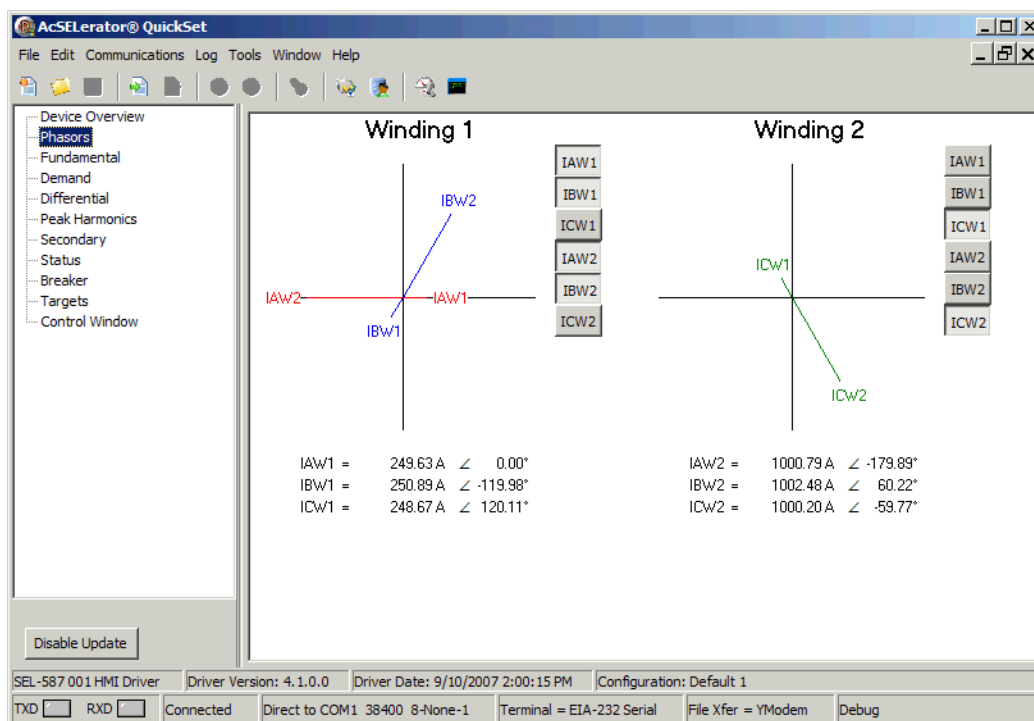 AcSELerator® QuickSet
File Edit Communications Log Tools Window Help
Device Overview
Phasors
Fundamental
Demand
Differential
Peak Harmonics
Secondary
Status
Breaker
Targets
Control Window
Disable Update
Winding 1
IBW2
IAW2
IAW1
IBW1
IAW1
IBW1
ICW1
IAW2
IBW2
ICW2
IAW1 = 249.63 A ∠ 0.00°
IBW1 = 250.89 A ∠ -119.98°
ICW1 = 248.67 A ∠ 120.11°
Winding 2
ICW1
ICW2
IAW1
IBW1
ICW1
IAW2
IBW2
ICW2
IAW2 = 1000.79 A ∠ -179.89°
IBW2 = 1002.48 A ∠ 60.22°
ICW2 = 1000.20 A ∠ -59.77°
SEL-587 001 HMI Driver Driver Version: 4.1.0.0 Driver Date: 9/10/2007 2:00:15 PM Configuration: Default 1
TXD RXD Connected Direct to COM1 38400 8-None-1 Terminal = EIA-232 Serial File Xfer = YModem Debug